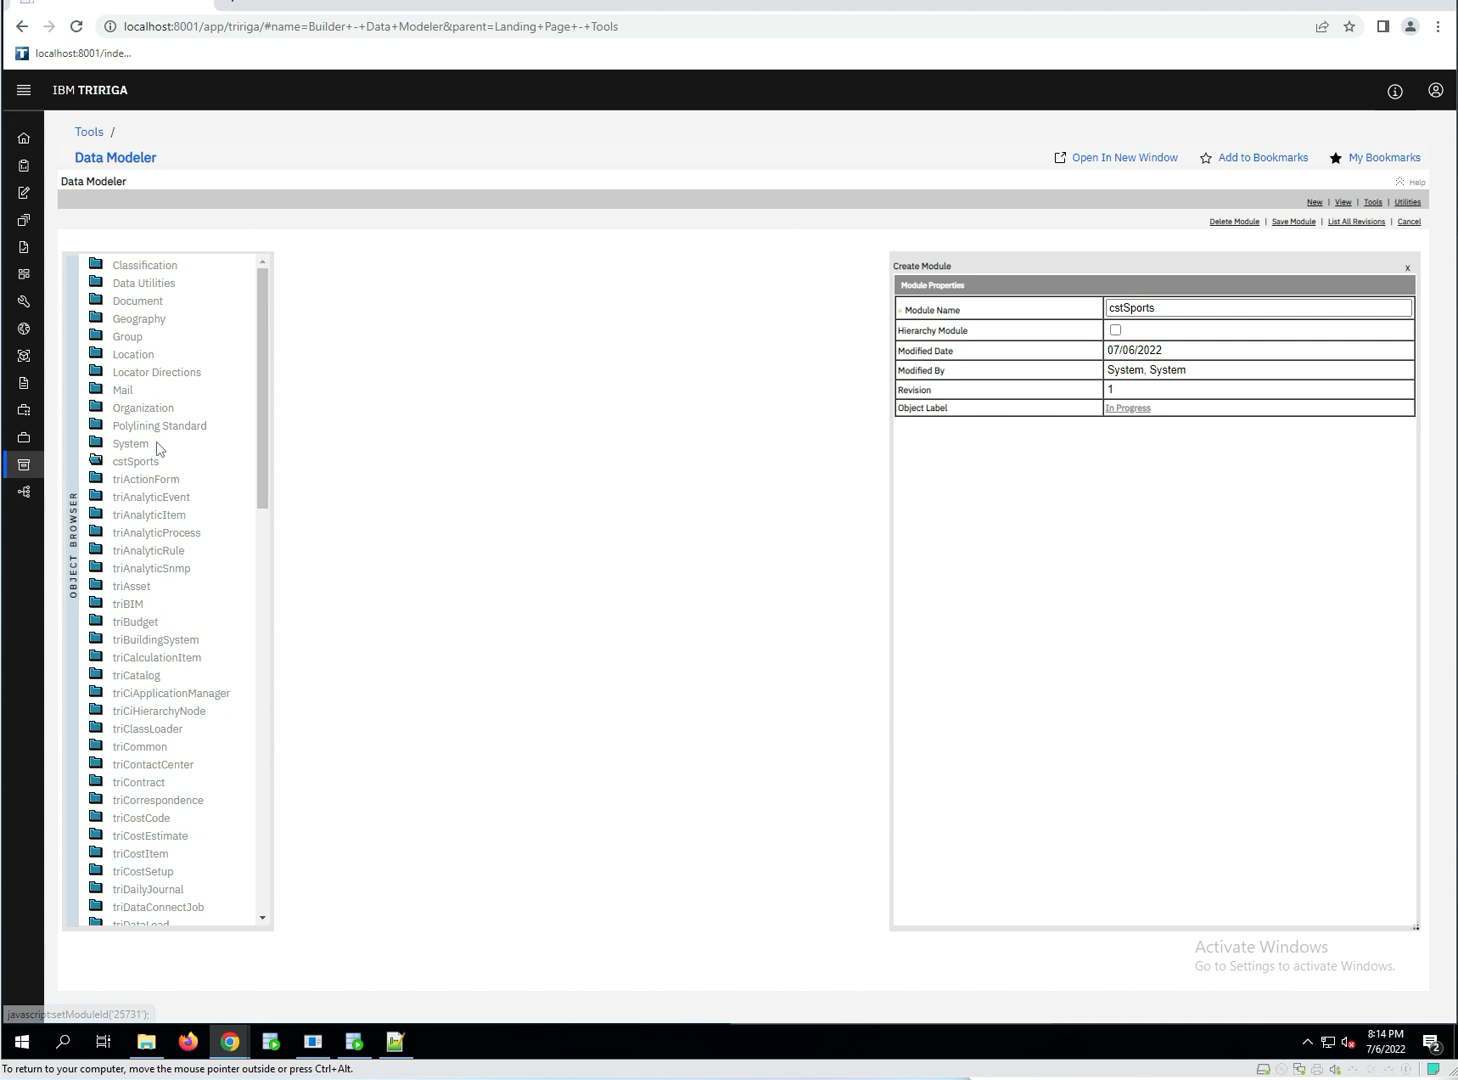 localhost:8001/app/tririga/#name=Builder+-+Data+Modeler&parent=Landing+Page+-+Tools
localhost:8001/inde...
IBM TRIRIGA
Tools /
Data Modeler
Open In New Window
Add to Bookmarks
My Bookmarks
Data Modeler
Help
New | View | Tools | Utilities
Delete Module | Save Module | List All Revisions | Cancel
OBJECT BROWSER
Classification
Data Utilities
Document
Geography
Group
Location
Locator Directions
Mail
Organization
Polylining Standard
System
cstSports
triActionForm
triAnalyticEvent
triAnalyticItem
triAnalyticProcess
triAnalyticRule
triAnalyticSnmp
triAsset
triBIM
triBudget
triBuildingSystem
triCalculationItem
triCatalog
triCiApplicationManager
triCiHierarchyNode
triClassLoader
triCommon
triContactCenter
triContract
triCorrespondence
triCostCode
triCostEstimate
triCostItem
triCostSetup
triDailyJournal
triDataConnectJob
triDataLoad
Create Module
x
Module Properties
Module Name cstSports
Hierarchy Module
Modified Date 07/06/2022
Modified By System, System
Revision 1
Object Label In Progress
Activate Windows
Go to Settings to activate Windows.
javascript:setModuleId('25731');
8:14 PM
7/6/2022
2
To return to your computer, move the mouse pointer outside or press Ctrl+Alt.